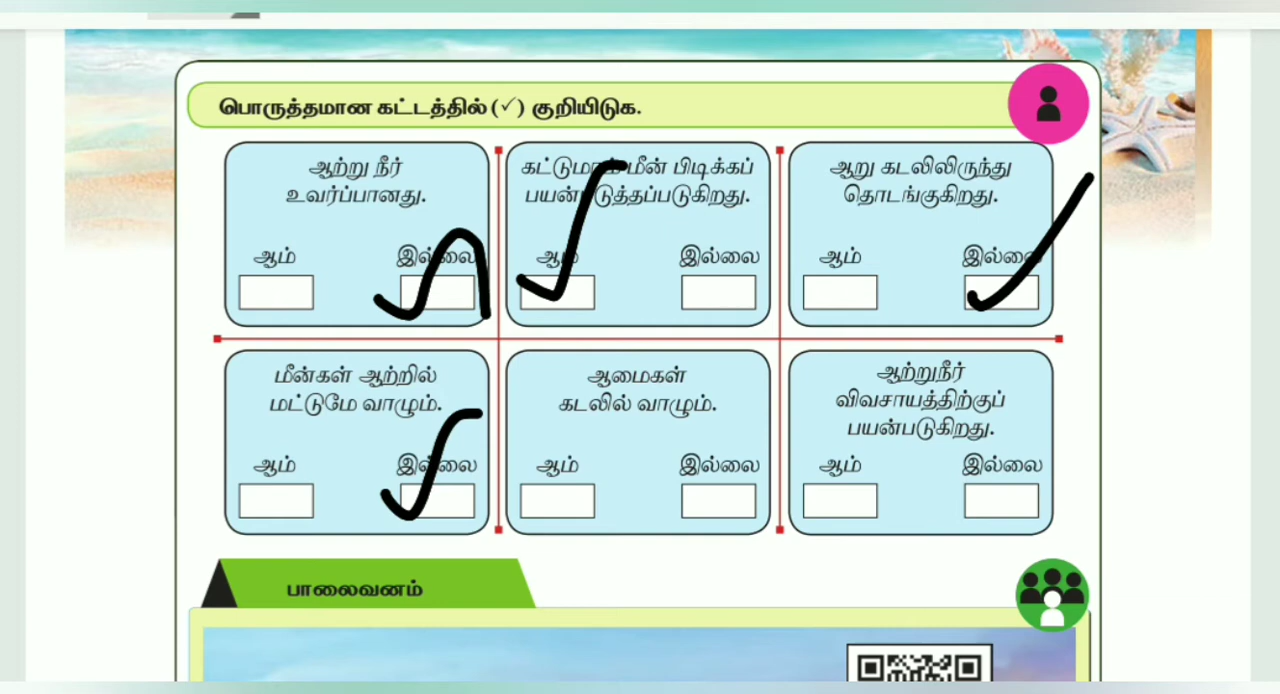 பொருத்தமான கட்டத்தில் (✓) குறியிடுக.
ஆற்று நீர்
உவர்ப்பானது.
ஆம் இல்லை
கட்டுமரம் மீன் பிடிக்கப்
பயன்படுத்தப்படுகிறது.
ஆம் இல்லை
ஆறு கடலிலிருந்து
தொடங்குகிறது.
ஆம் இல்லை
மீன்கள் ஆற்றில்
மட்டுமே வாழும்.
ஆம் இல்லை
ஆமைகள்
கடலில் வாழும்.
ஆம் இல்லை
ஆற்றுநீர்
விவசாயத்திற்குப்
பயன்படுகிறது.
ஆம் இல்லை
பாலைவனம்